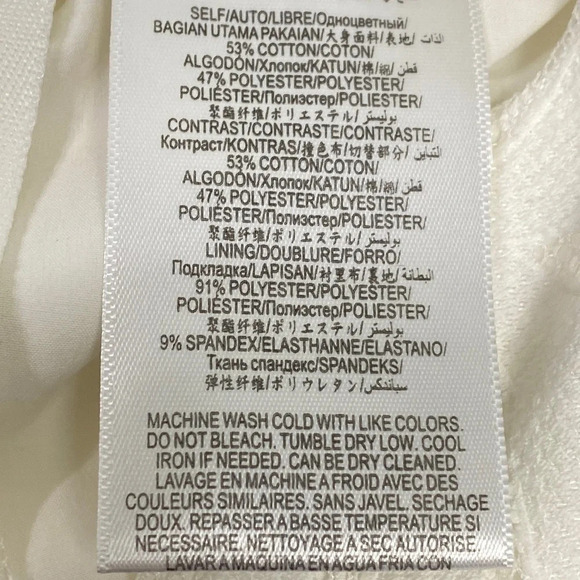 SELF/AUTO/LIBRE/Одноцветный/
BAGIAN UTAMA PAKAIAN/大身面料/表地/الذات
53% COTTON/COTON/
ALGODÓN/Хлопок/KATUN/棉/綿/قطن/
47% POLYESTER/POLYESTER/
POLIÉSTER/Полиэстер/POLIESTER/
聚酯纤维/ポリエステル/بوليستر
CONTRAST/CONTRASTE/CONTRASTE/
Контраст/KONTRAS/撞色布/切替部分/التباين
53% COTTON/COTON/
ALGODÓN/Хлопок/KATUN/棉/綿/قطن/
47% POLYESTER/POLYESTER/
POLIÉSTER/Полиэстер/POLIESTER/
聚酯纤维/ポリエステル/بوليستر
LINING/DOUBLURE/FORRO/
Подкладка/LAPISAN/衬里布/裏地/البطانة
91% POLYESTER/POLYESTER/
POLIÉSTER/Полиэстер/POLIESTER/
聚酯纤维/ポリエステル/بوليستر
9% SPANDEX/ELASTHANNE/ELASTANO/
Ткань спандекс/SPANDEKS/
弹性纤维/ポリウレタン/سباندكس
MACHINE WASH COLD WITH LIKE COLORS.
DO NOT BLEACH. TUMBLE DRY LOW. COOL
IRON IF NEEDED. CAN BE DRY CLEANED.
LAVAGE EN MACHINE A FROID AVEC DES
COULEURS SIMILAIRES. SANS JAVEL. SECHAGE
DOUX. REPASSER A BASSE TEMPERATURE SI
NÉCESSAIRE. NETTOYAGE A SEC AUTORISE.
LAVAR A MAQUINA EN AGUA FRIA CON